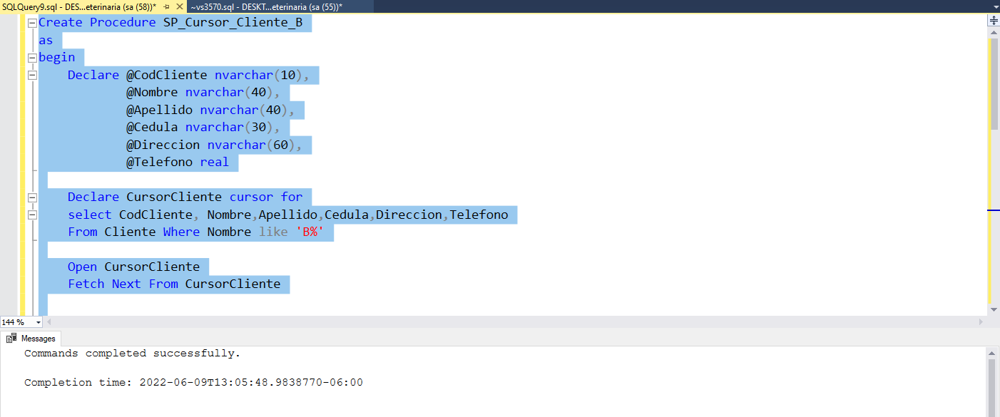 SQLQuery9.sql - DES...eterinaria (sa (58))*
~vs3570.sql - DESKT...eterinaria (sa (55))*
Create Procedure SP_Cursor_Cliente_B
as
begin
Declare @CodCliente nvarchar(10),
@Nombre nvarchar(40),
@Apellido nvarchar(40),
@Cedula nvarchar(30),
@Direccion nvarchar(60),
@Telefono real
Declare CursorCliente cursor for
select CodCliente, Nombre,Apellido,Cedula,Direccion,Telefono
From Cliente Where Nombre like 'B%'
Open CursorCliente
Fetch Next From CursorCliente
144 %
Messages
Commands completed successfully.
Completion time: 2022-06-09T13:05:48.9838770-06:00